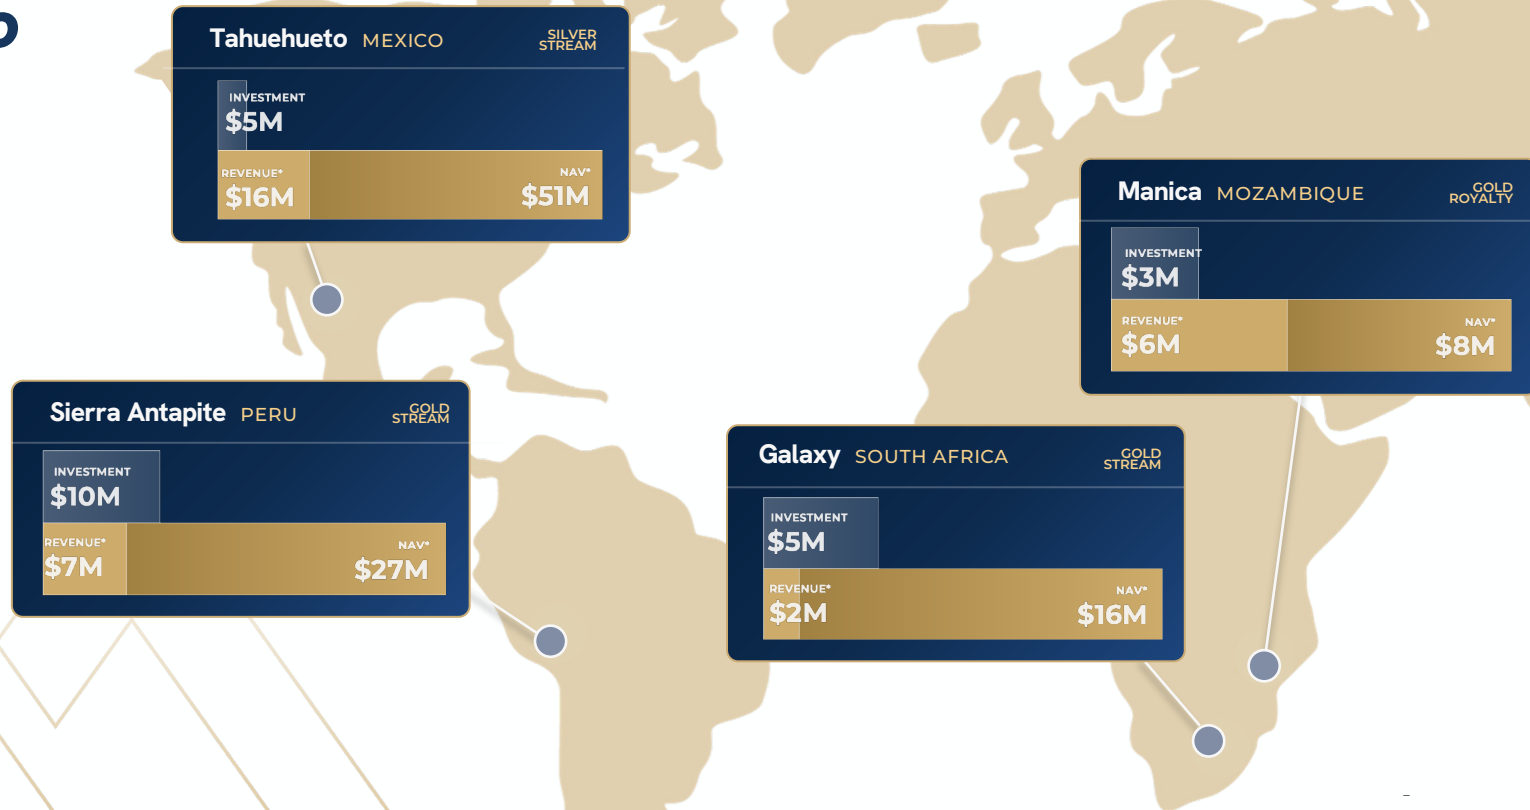 Tahuehueto MEXICO
SILVER
STREAM
INVESTMENT
$5M
REVENUE*
$16M
NAV*
$51M
Manica MOZAMBIQUE
GOLD
ROYALTY
INVESTMENT
$3M
REVENUE*
$6M
NAV*
$8M
Sierra Antapite PERU
GOLD
STREAM
INVESTMENT
$10M
REVENUE*
$7M
NAV*
$27M
Galaxy SOUTH AFRICA
GOLD
STREAM
INVESTMENT
$5M
REVENUE*
$2M
NAV*
$16M